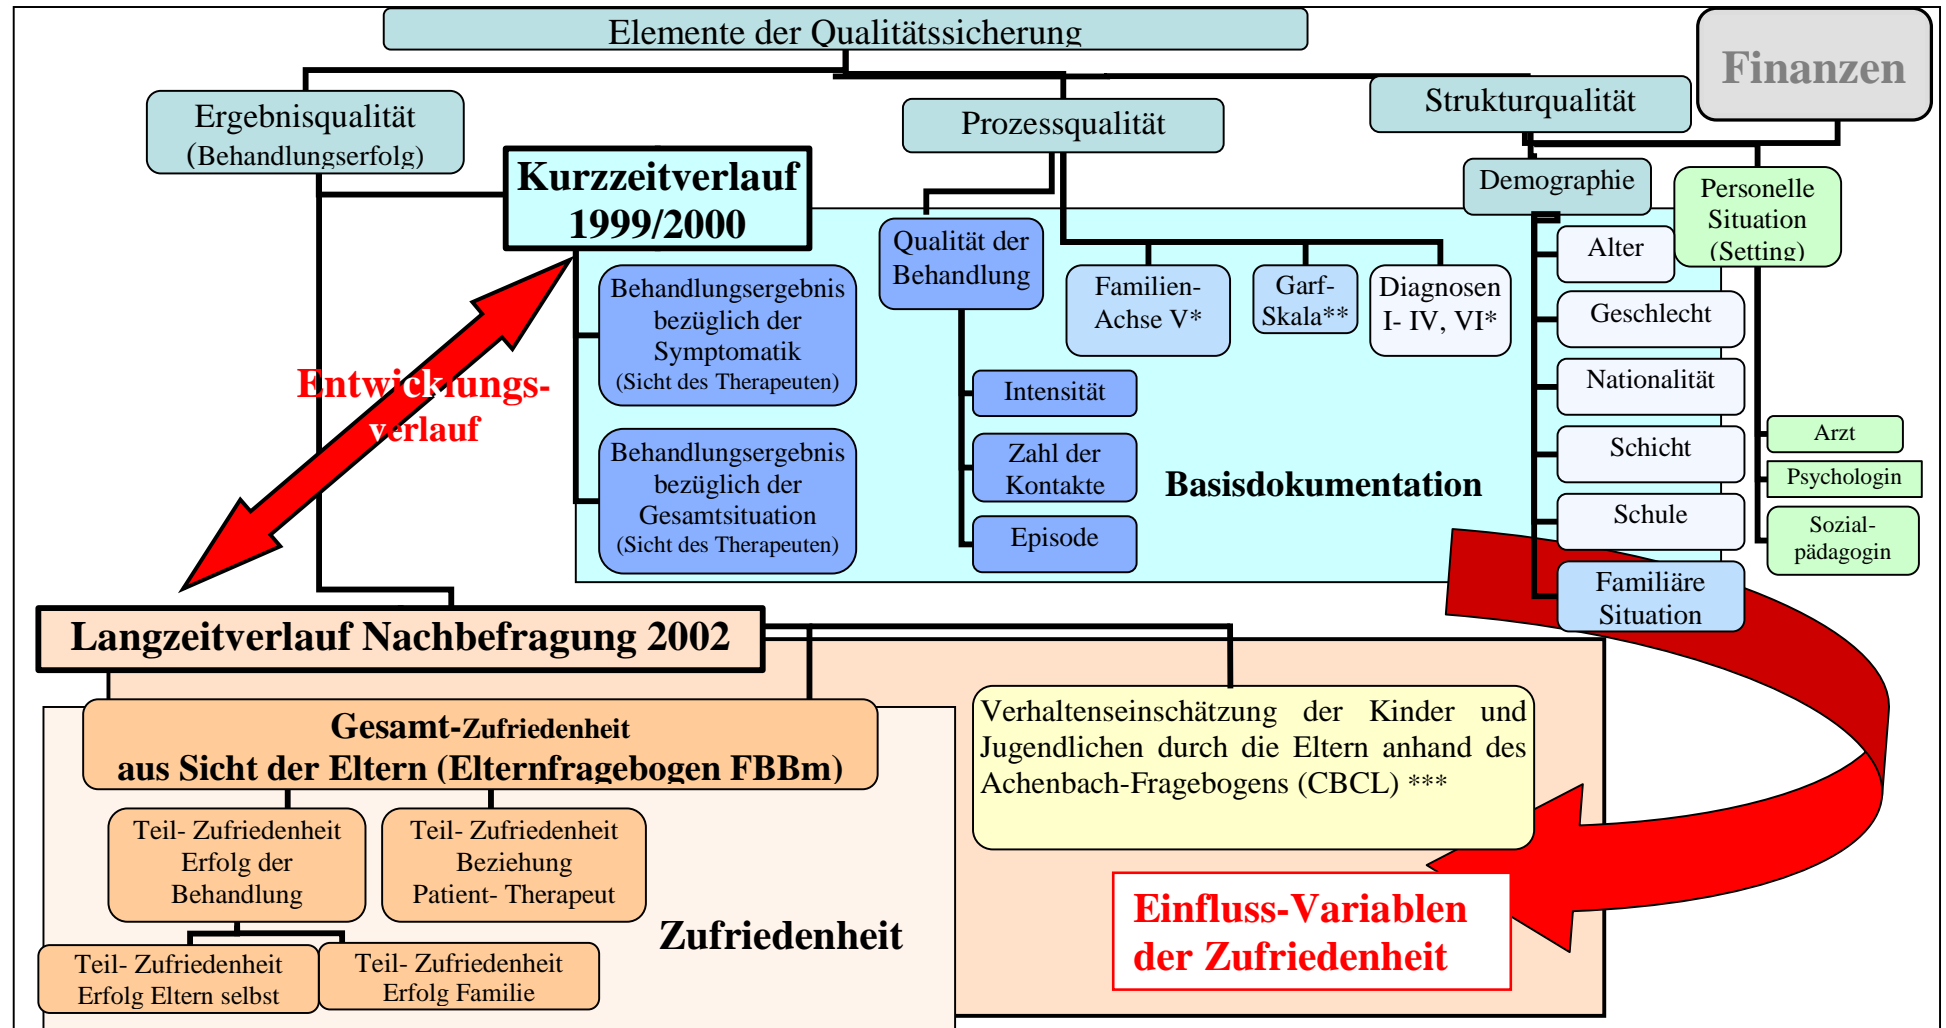 Elemente der Qualitätssicherung
Finanzen
Ergebnisqualität
(Behandlungserfolg)
Prozessqualität
Strukturqualität
Kurzzeitverlauf
1999/2000
Demographie
Personelle
Situation
(Setting)
Behandlungsergebnis
bezüglich der
Symptomatik
(Sicht des Therapeuten)
Behandlungsergebnis
bezüglich der
Gesamtsituation
(Sicht des Therapeuten)
Qualität der
Behandlung
Intensität
Zahl der
Kontakte
Episode
Familien-
Achse V*
Garf-
Skala**
Diagnosen
I- IV, VI*
Basisdokumentation
Alter
Geschlecht
Nationalität
Schicht
Schule
Familiäre
Situation
Arzt
Psychologin
Sozial-
pädagogin
Entwicklungs-
verlauf
Langzeitverlauf Nachbefragung 2002
Gesamt-Zufriedenheit
aus Sicht der Eltern (Elternfragebogen FBBm)
Teil- Zufriedenheit
Erfolg der
Behandlung
Teil- Zufriedenheit
Beziehung
Patient- Therapeut
Teil- Zufriedenheit
Erfolg Eltern selbst
Teil- Zufriedenheit
Erfolg Familie
Zufriedenheit
Verhaltenseinschätzung der Kinder und
Jugendlichen durch die Eltern anhand des
Achenbach-Fragebogens (CBCL) ***
Einfluss-Variablen
der Zufriedenheit